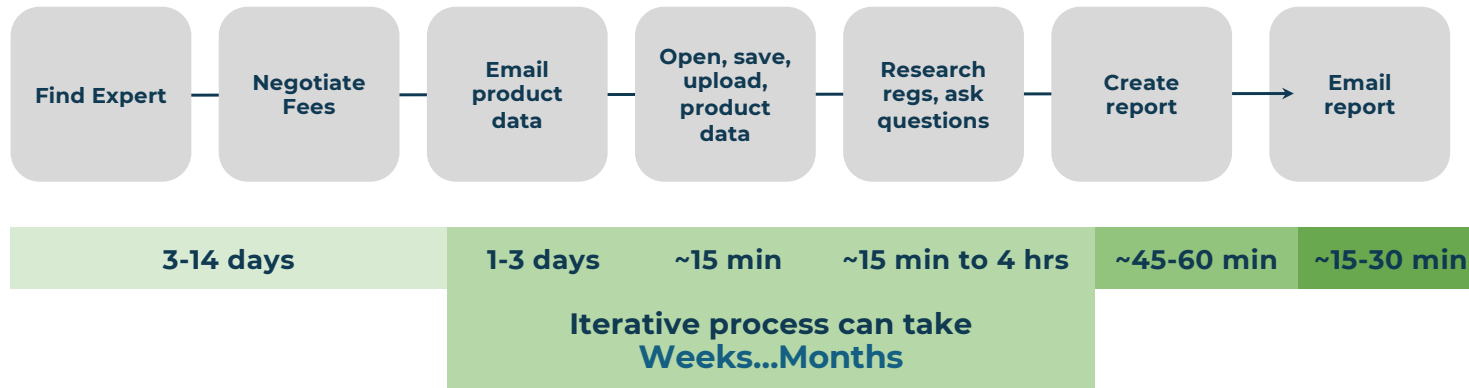 Find Expert
Negotiate
Fees
Email
product
data
Open, save,
upload,
product
data
Research
regs, ask
questions
Create
report
Email
report
3-14 days
1-3 days
~15 min
~15 min to 4 hrs
~45-60 min
~15-30 min
Iterative process can take
Weeks...Months